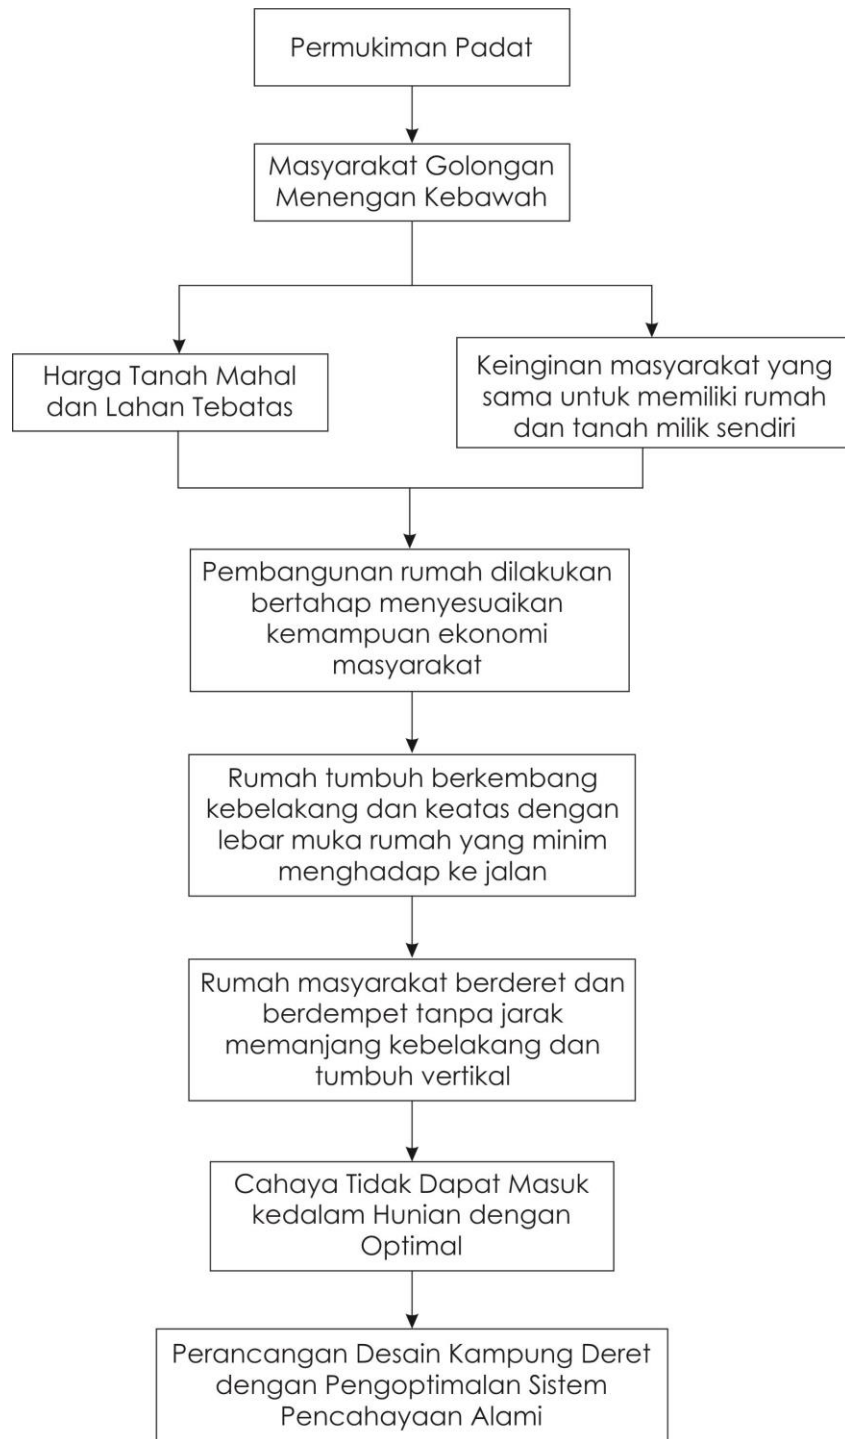 Permukiman Padat
Masyarakat Golongan
Menengan Kebawah
Harga Tanah Mahal
dan Lahan Tebatas
Keinginan masyarakat yang
sama untuk memiliki rumah
dan tanah milik sendiri
Pembangunan rumah dilakukan
bertahap menyesuaikan
kemampuan ekonomi
masyarakat
Rumah tumbuh berkembang
kebelakang dan keatas dengan
lebar muka rumah yang minim
menghadap ke jalan
Rumah masyarakat berderet dan
berdempet tanpa jarak
memanjang kebelakang dan
tumbuh vertikal
Cahaya Tidak Dapat Masuk
kedalam Hunian dengan
Optimal
Perancangan Desain Kampung Deret
dengan Pengoptimalan Sistem
Pencahayaan Alami